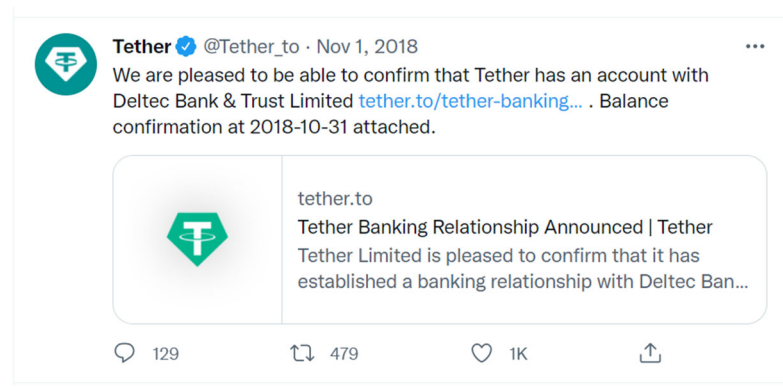 Tether @Tether_to · Nov 1, 2018
We are pleased to be able to confirm that Tether has an account with
Deltec Bank & Trust Limited tether.to/tether-banking... . Balance
confirmation at 2018-10-31 attached.
tether.to
Tether Banking Relationship Announced | Tether
Tether Limited is pleased to confirm that it has
established a banking relationship with Deltec Ban...
129 479 1K